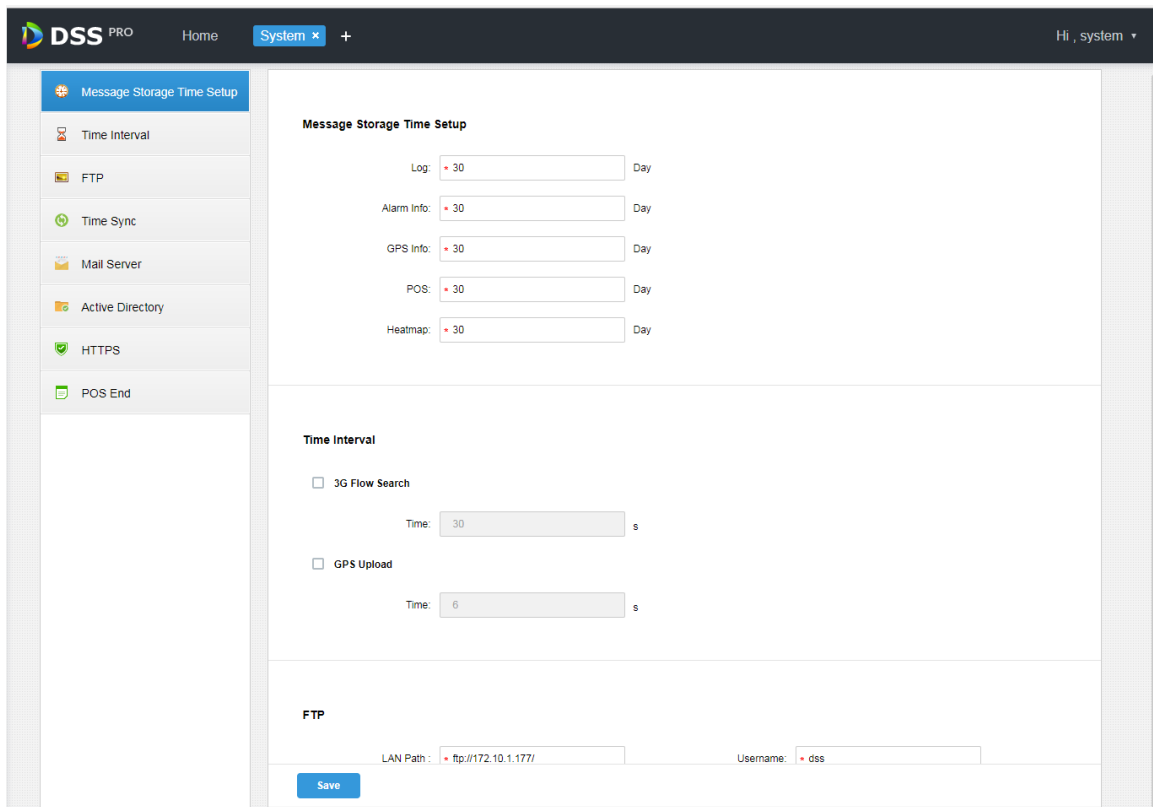 DSS PRO Home System × + Hi , system ▾
Message Storage Time Setup
Time Interval
FTP
Time Sync
Mail Server
Active Directory
HTTPS
POS End
Message Storage Time Setup
Log: * 30 Day
Alarm Info: * 30 Day
GPS Info: * 30 Day
POS: * 30 Day
Heatmap: * 30 Day
Time Interval
3G Flow Search
Time: 30 s
GPS Upload
Time: 6 s
FTP
LAN Path : * ftp://172.10.1.177/ Username: * dss
Save